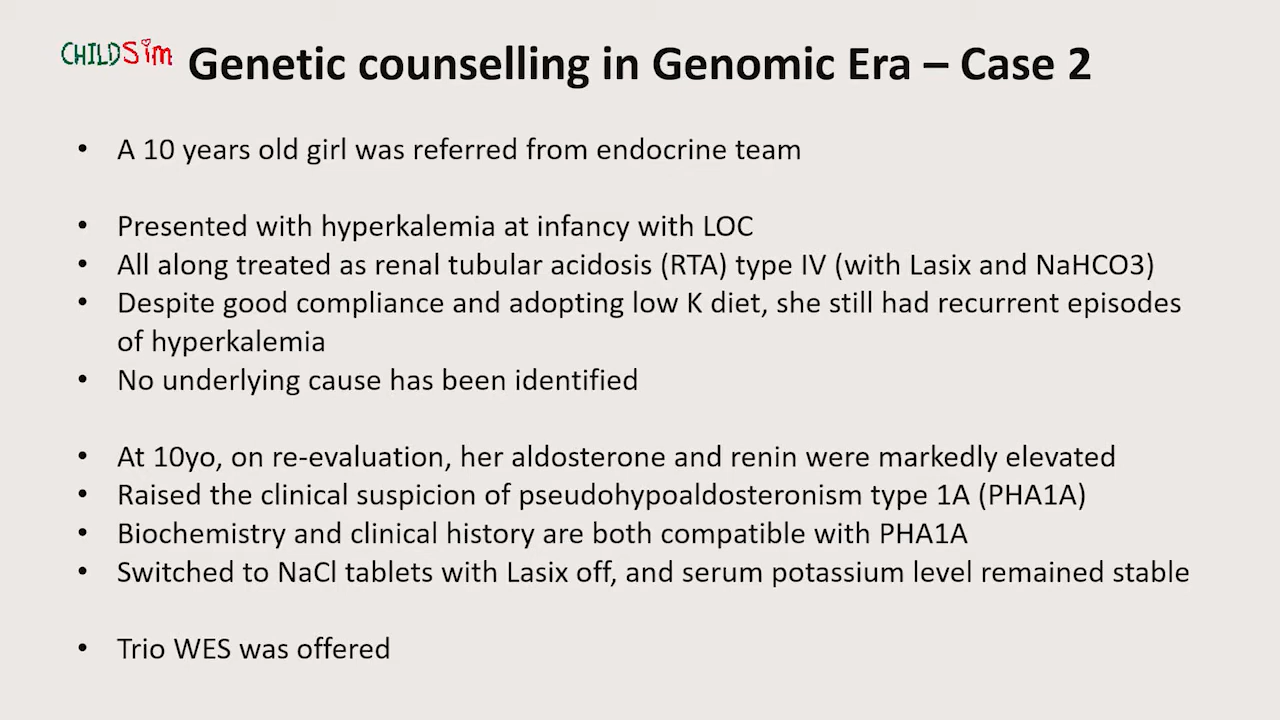 CHILDSim
Genetic counselling in Genomic Era – Case 2
• A 10 years old girl was referred from endocrine team
• Presented with hyperkalemia at infancy with LOC
• All along treated as renal tubular acidosis (RTA) type IV (with Lasix and NaHCO3)
• Despite good compliance and adopting low K diet, she still had recurrent episodes
of hyperkalemia
• No underlying cause has been identified
• At 10yo, on re-evaluation, her aldosterone and renin were markedly elevated
• Raised the clinical suspicion of pseudohypoaldosteronism type 1A (PHA1A)
• Biochemistry and clinical history are both compatible with PHA1A
• Switched to NaCl tablets with Lasix off, and serum potassium level remained stable
• Trio WES was offered